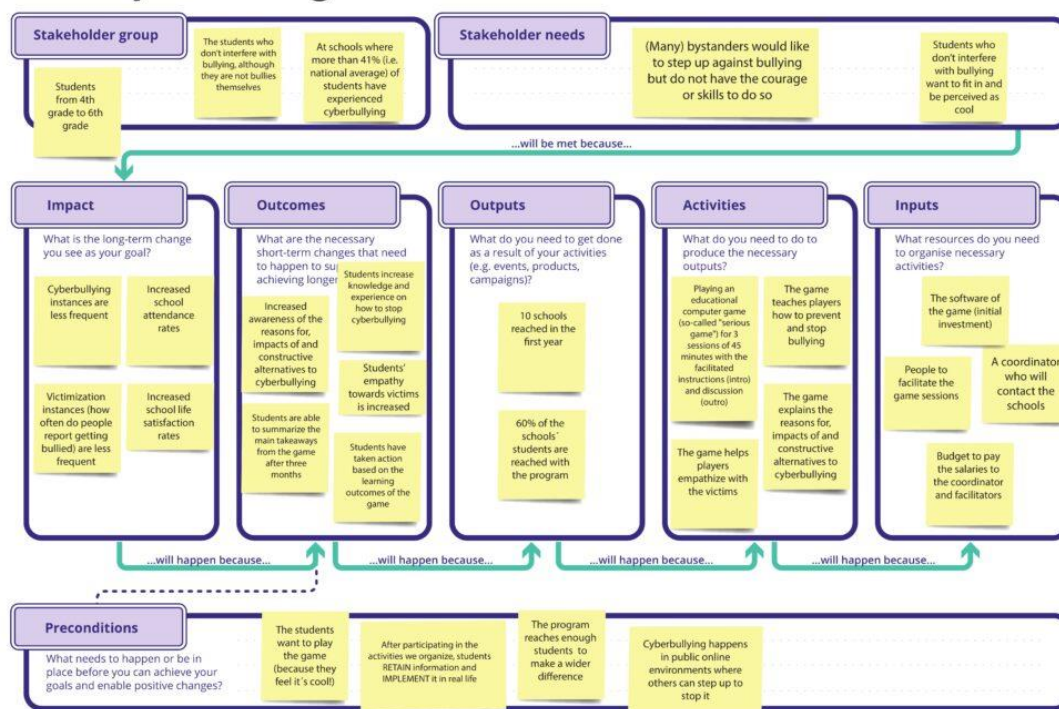 Stakeholder group
Students
from 4th
grade to 6th
grade
The students who
don't interfere with
bullying, although
they are not bullies
themselves
At schools where
more than 41% (i.e.
national average) of
students have
experienced
cyberbullying
Stakeholder needs
(Many) bystanders would like
to step up against bullying
but do not have the courage
or skills to do so
Students who
don't interfere
with bullying
want to fit in and
be perceived as
cool
...will be met because...
Impact
What is the long-term change
you see as your goal?
Cyberbullying
instances are
less frequent
Increased
school
attendance
rates
Victimization
instances (how
often do people
report getting
bullied) are less
frequent
Increased
school life
satisfaction
rates
Outcomes
What are the necessary
short-term changes that need
to happen to
achieving
Students increase
knowledge and
experience on
how to stop
cyberbullying
Increased
awareness of the
reasons for,
impacts of and
constructive
alternatives to
cyberbullying
Students'
empathy
towards victims
is increased
Students are able
to summarize the
main takeaways
from the game
after three
months
Students have
taken action
based on the
learning
outcomes of the
game
Outputs
What do you need to get done
as a result of your activities
(e.g. events, products,
campaigns)?
10 schools
reached in the
first year
60% of the
schools´
students are
reached with
the program
Activities
What do you need to do to
produce the necessary
outputs?
Playing an
educational
computer game
(so-called "serious
game") for 3
sessions of 45
minutes with the
facilitated
instructions (intro)
and discussion
(outro)
The game
teaches players
how to prevent
and stop
bullying
The game helps
players
empathize with
the victims
The game
explains the
reasons for,
impacts of and
constructive
alternatives to
cyberbullying
Inputs
What resources do you need
to organise necessary
activities?
The software of
the game (initial
investment)
People to
facilitate the
game sessions
A coordinator
who will
contact the
schools
Budget to pay
the salaries to
the coordinator
and facilitators
...will happen because...
...will happen because...
...will happen because...
...will happen because...
Preconditions
What needs to happen or be in
place before you can achieve your
goals and enable positive changes?
The students
want to play
the game
(because they
feel it´s cool!)
After participating in the
activities we organize, students
RETAIN information and
IMPLEMENT it in real life
The program
reaches enough
students to
make a wider
difference
Cyberbullying happens
in public online
environments where
others can step up to
stop it